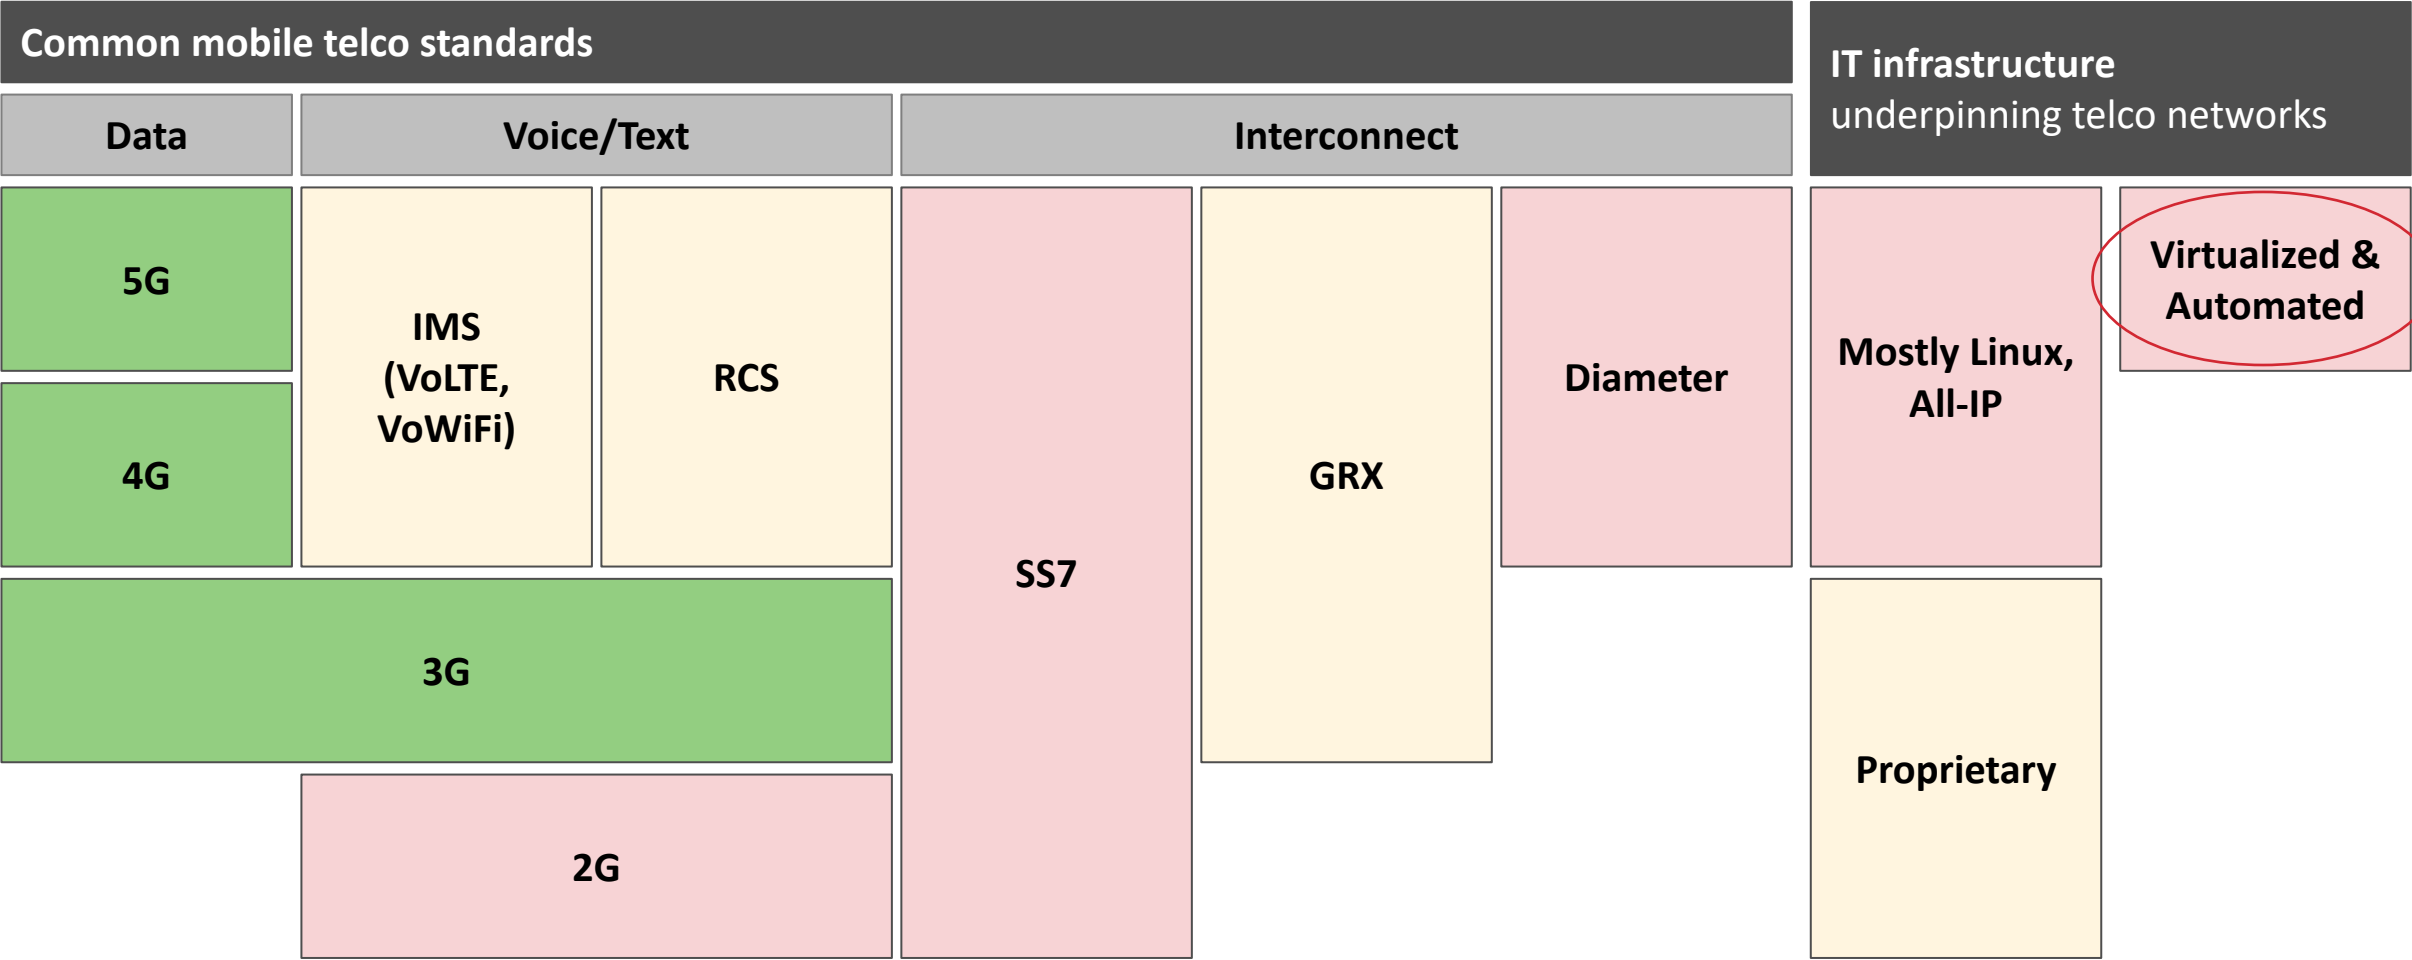 Common mobile telco standards
IT infrastructure
underpinning telco networks
Data
Voice/Text
Interconnect
5G
4G
IMS
(VoLTE,
VoWiFi)
RCS
3G
2G
SS7
GRX
Diameter
Mostly Linux,
All-IP
Proprietary
Virtualized &
Automated